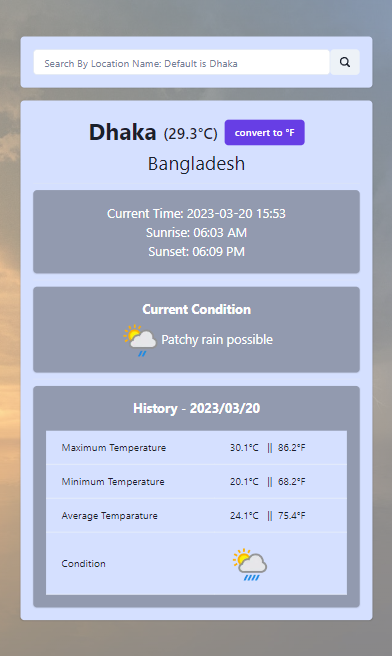 Search By Location Name: Default is Dhaka
Dhaka (29.3°C) convert to °F
Bangladesh
Current Time: 2023-03-20 15:53
Sunrise: 06:03 AM
Sunset: 06:09 PM
Current Condition
Patchy rain possible
History - 2023/03/20
Maximum Temperature 30.1°C || 86.2°F
Minimum Temperature 20.1°C || 68.2°F
Average Temparature 24.1°C || 75.4°F
Condition